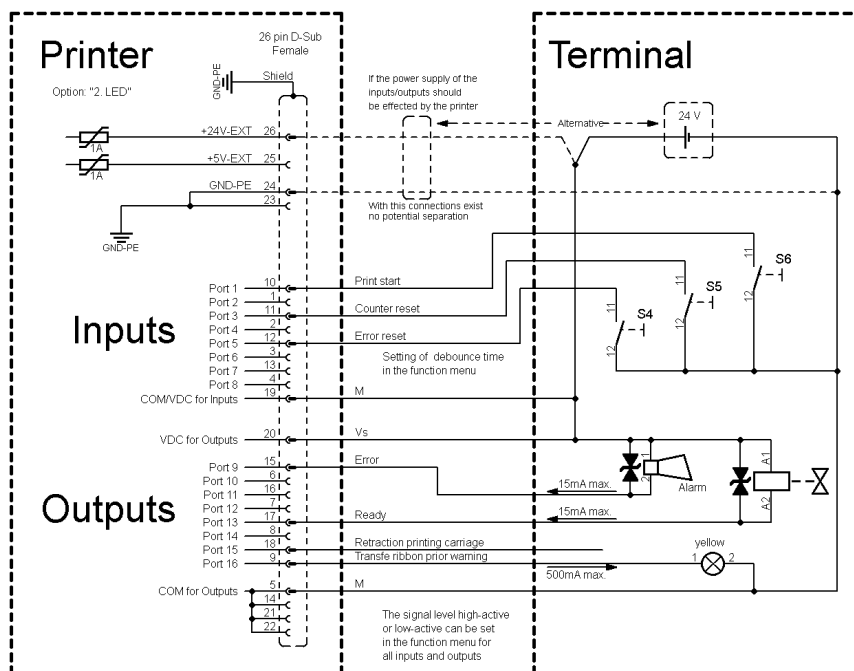 Printer
26 pin D-Sub
Female
Terminal
Option: "2. LED"
GND-PE
Shield
If the power supply of the
inputs/outputs should
be effected by the printer
Alternative
24 V
+24V-EXT 26
1A
+5V-EXT 25
1A
GND-PE 24
23
GND-PE
With this connections exist
no potential separation
Inputs
Port 1 10 Print start
Port 2 1
Port 3 11 Counter reset
Port 4 2
Port 5 12 Error reset
Port 6 3
Port 7 13
Port 8 4
COM/VDC for Inputs 19 M
Setting of debounce time
in the function menu
11 S6
12
11 S5
12
11 S4
12
VDC for Outputs 20 Vs
Outputs
Port 9 15 Error
Port 10 6
Port 11 16
Port 12 7
Port 13 17 Ready
Port 14 8
Port 15 18 Retraction printing carriage
Port 16 9 Transfe ribbon prior warning
15mA max.
1
2
Alarm
A1
A2
15mA max.
500mA max.
yellow
1 2
COM for Outputs 5 M
14
21
22
The signal level high-active
or low-active can be set
in the function menu for
all inputs and outputs